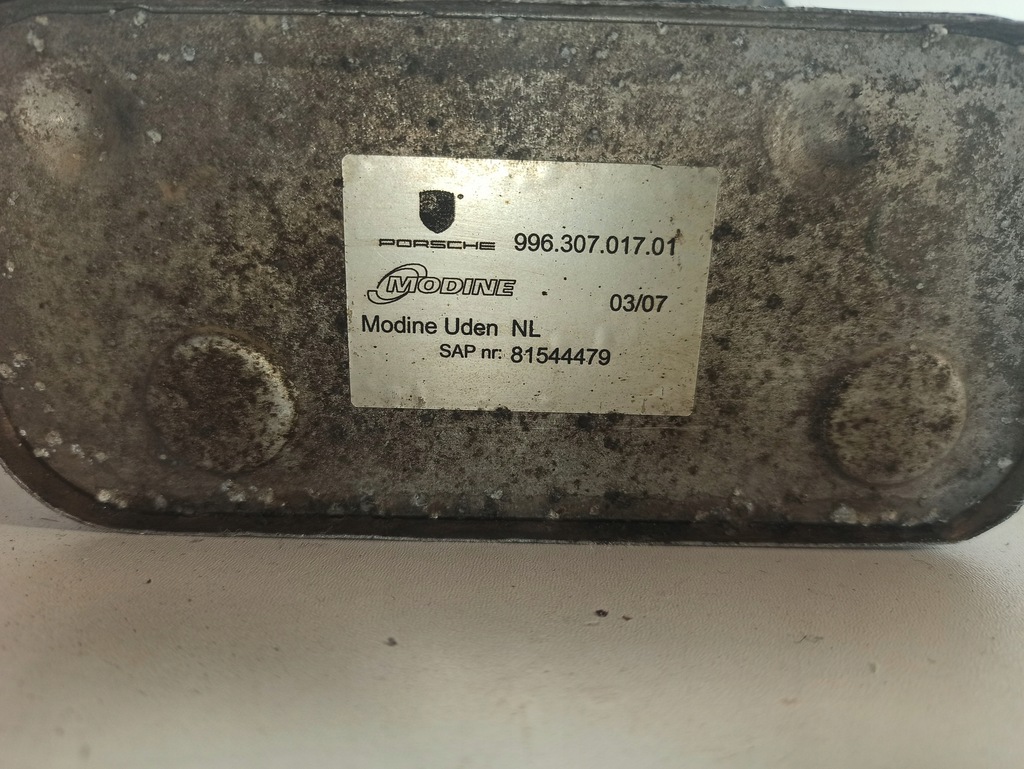 PORSCHE 996.307.017.01
MODINE
03/07
Modine Uden NL
SAP nr: 81544479